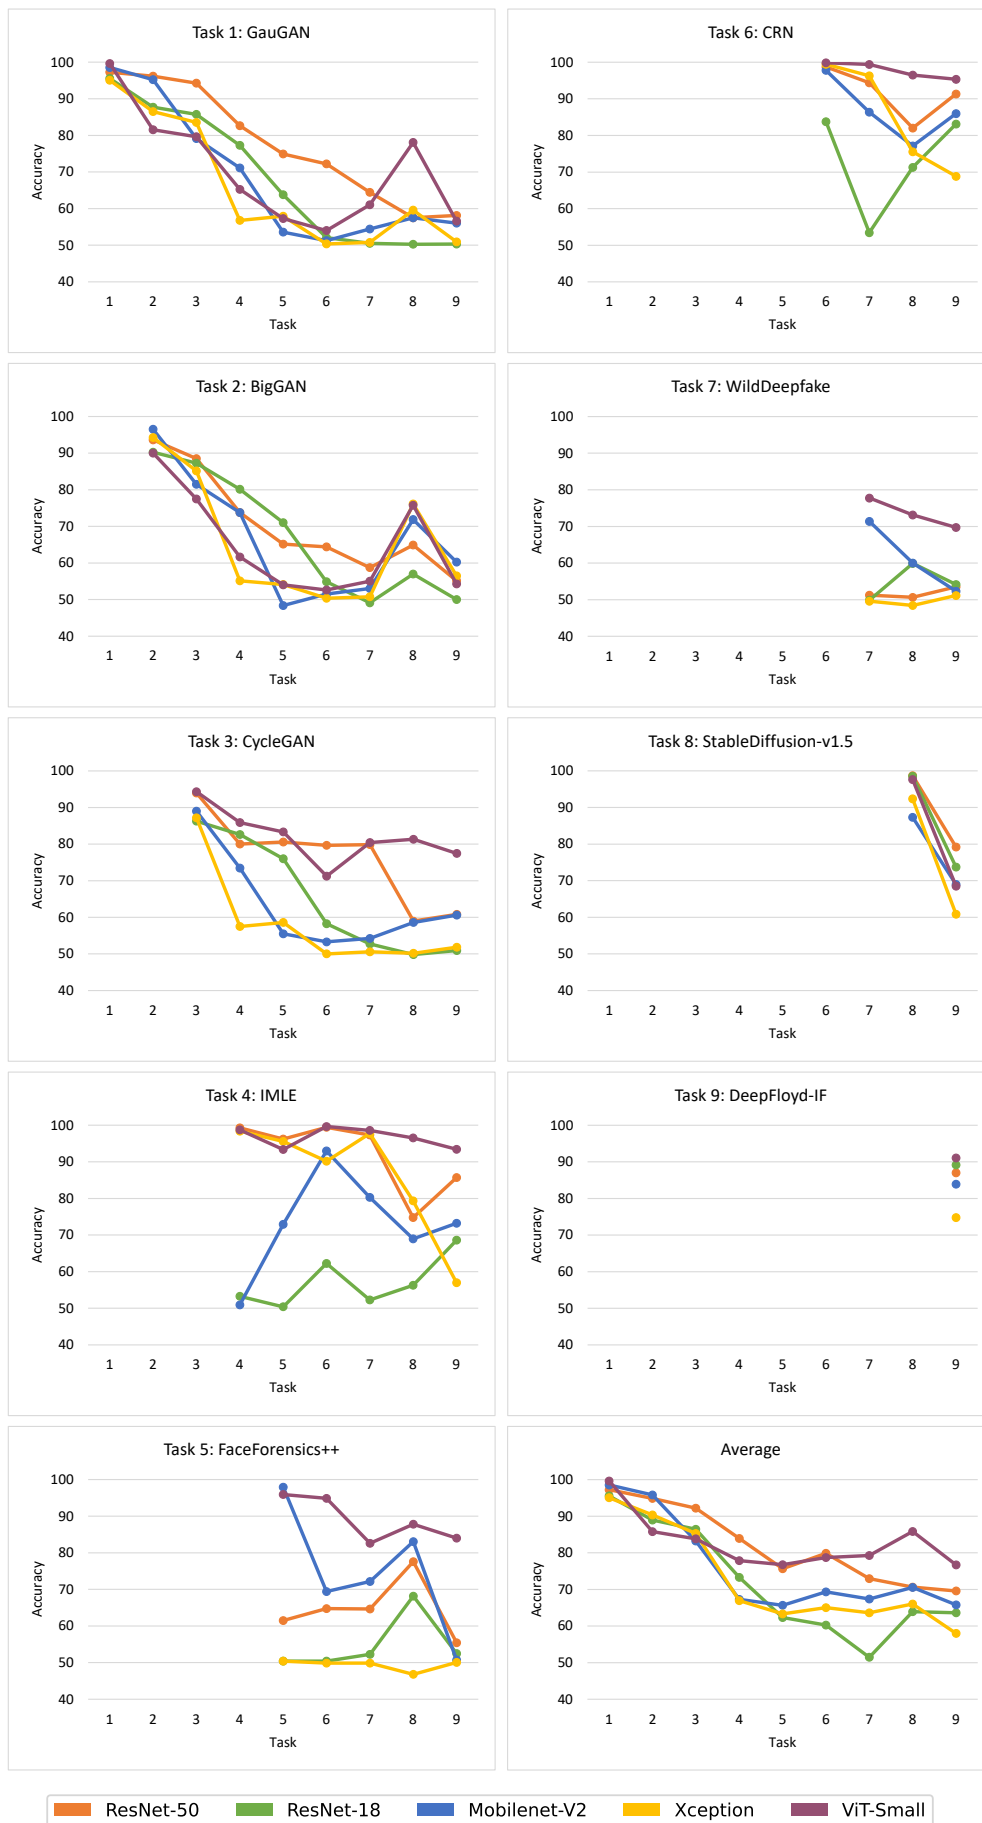 Task 1: GauGAN
100
90
80
70
60
50
40
Accuracy
1 2 3 4 5 6 7 8 9
Task
Task 6: CRN
100
90
80
70
60
50
40
Accuracy
1 2 3 4 5 6 7 8 9
Task
Task 2: BigGAN
100
90
80
70
60
50
40
Accuracy
1 2 3 4 5 6 7 8 9
Task
Task 7: WildDeepfake
100
90
80
70
60
50
40
Accuracy
1 2 3 4 5 6 7 8 9
Task
Task 3: CycleGAN
100
90
80
70
60
50
40
Accuracy
1 2 3 4 5 6 7 8 9
Task
Task 8: StableDiffusion-v1.5
100
90
80
70
60
50
40
Accuracy
1 2 3 4 5 6 7 8 9
Task
Task 4: IMLE
100
90
80
70
60
50
40
Accuracy
1 2 3 4 5 6 7 8 9
Task
Task 9: DeepFloyd-IF
100
90
80
70
60
50
40
Accuracy
1 2 3 4 5 6 7 8 9
Task
Task 5: FaceForensics++
100
90
80
70
60
50
40
Accuracy
1 2 3 4 5 6 7 8 9
Task
Average
100
90
80
70
60
50
40
Accuracy
1 2 3 4 5 6 7 8 9
Task
ResNet-50 ResNet-18 Mobilenet-V2 Xception ViT-Small